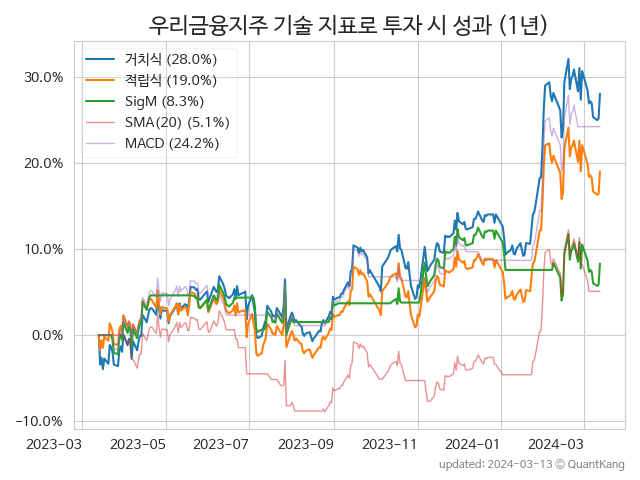 우리금융지주 기술 지표로 투자 시 성과 (1년)
거치식 (28.0%)
적립식 (19.0%)
SigM (8.3%)
SMA(20) (5.1%)
MACD (24.2%)
30.0%
20.0%
10.0%
0.0%
−10.0%
2023-03 2023-05 2023-07 2023-09 2023-11 2024-01 2024-03
updated: 2024-03-13 ⓒ QuantKang